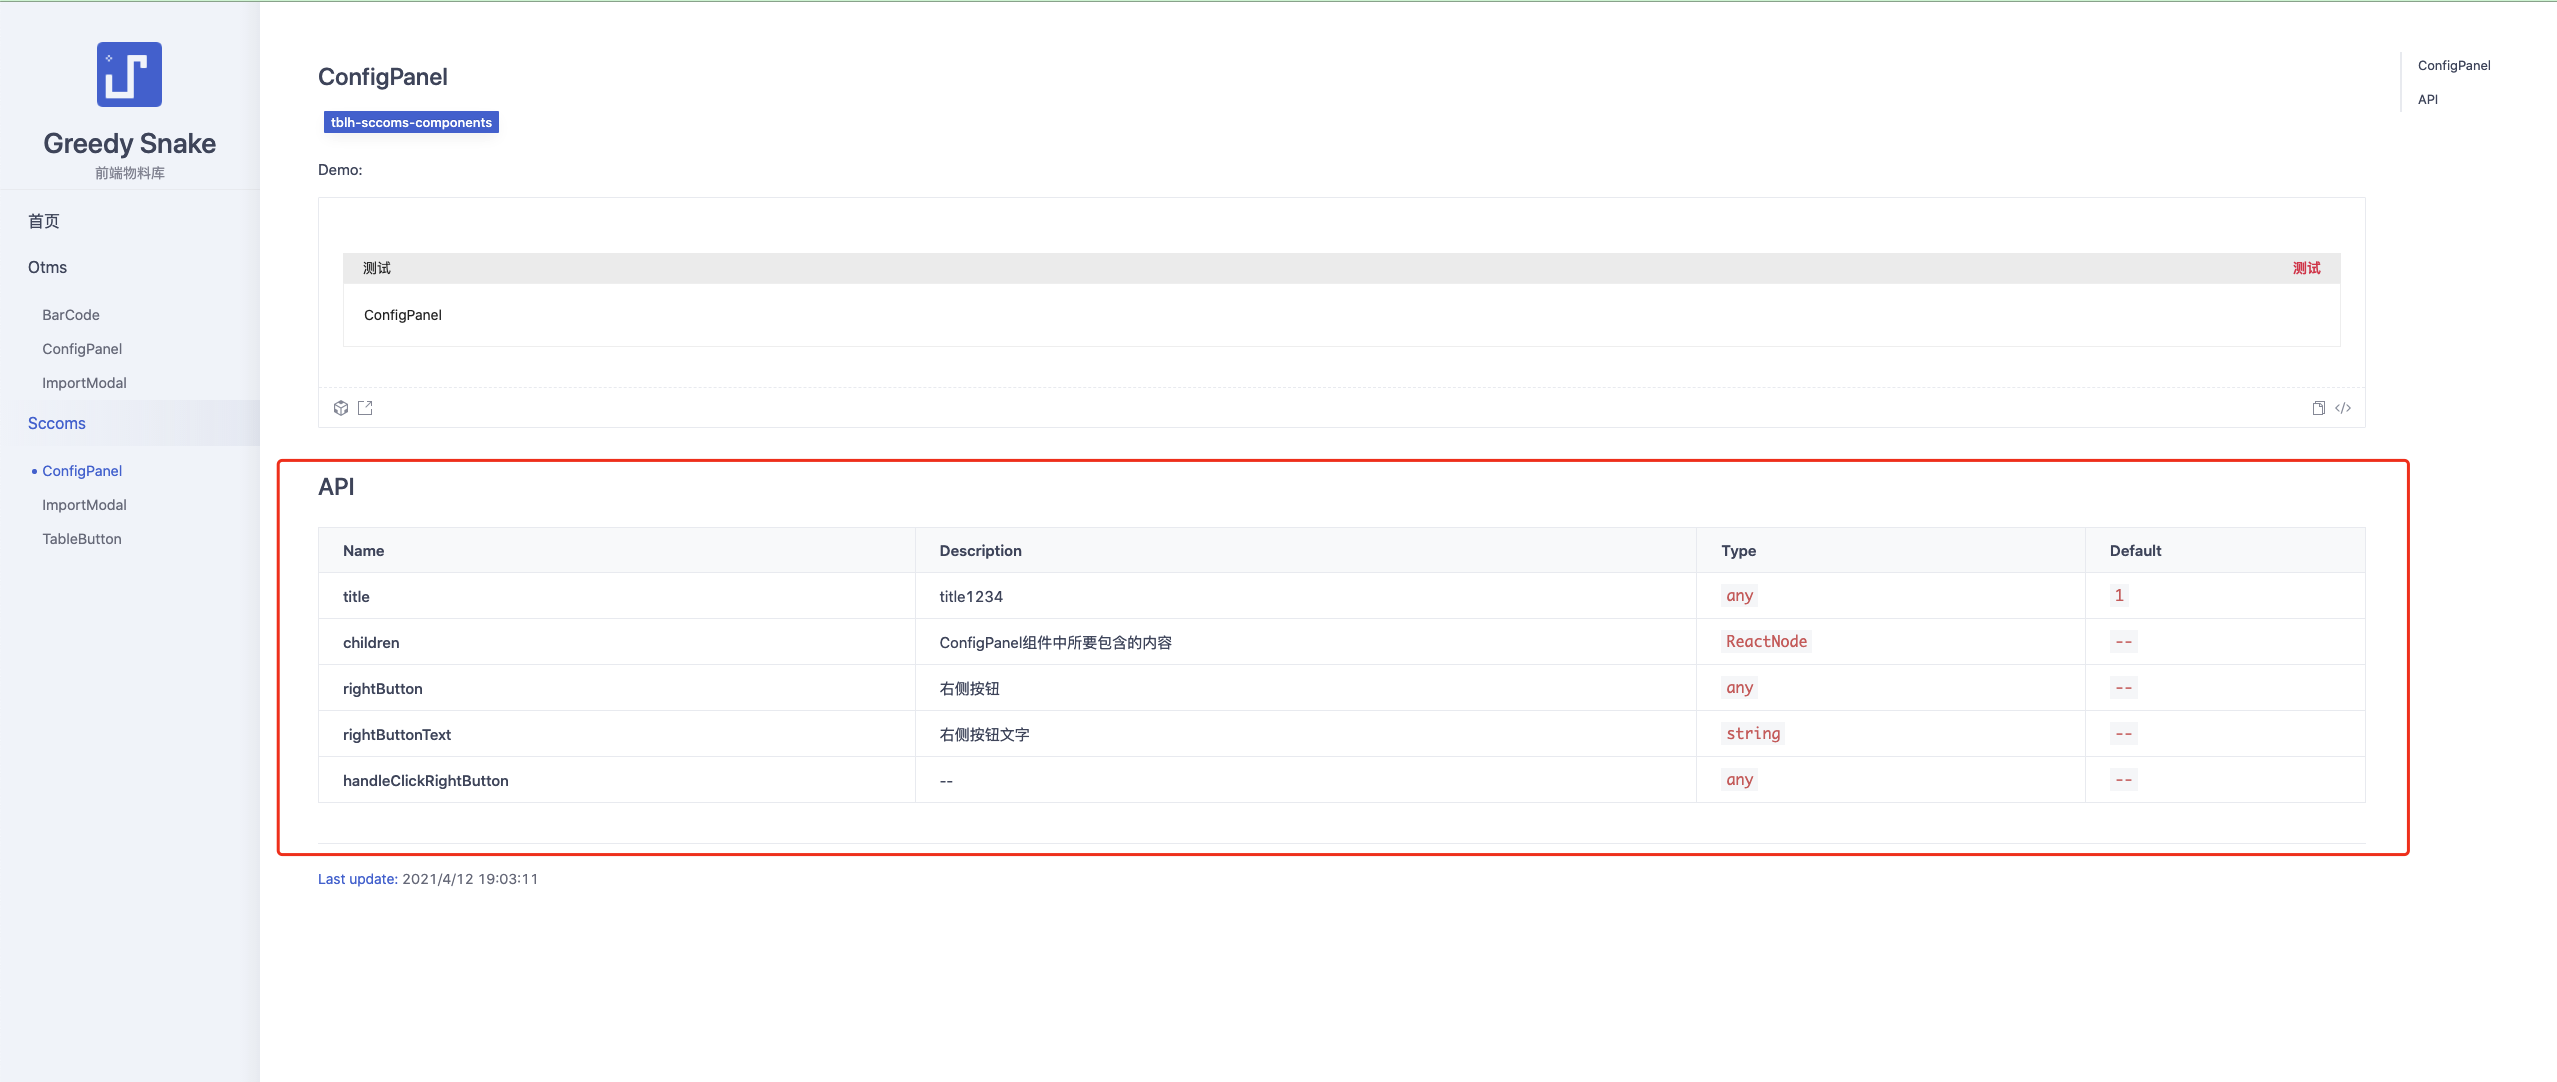 Greedy Snake
前端物料库
首页
Otms
BarCode
ConfigPanel
ImportModal
Sccoms
ConfigPanel
ImportModal
TableButton
ConfigPanel
tblh-sccoms-components
Demo:
测试 测试
ConfigPanel
</>
API
Name Description Type Default
title title1234 any 1
children ConfigPanel组件中所要包含的内容 ReactNode --
rightButton 右侧按钮 any --
rightButtonText 右侧按钮文字 string --
handleClickRightButton -- any --
Last update: 2021/4/12 19:03:11
ConfigPanel
API